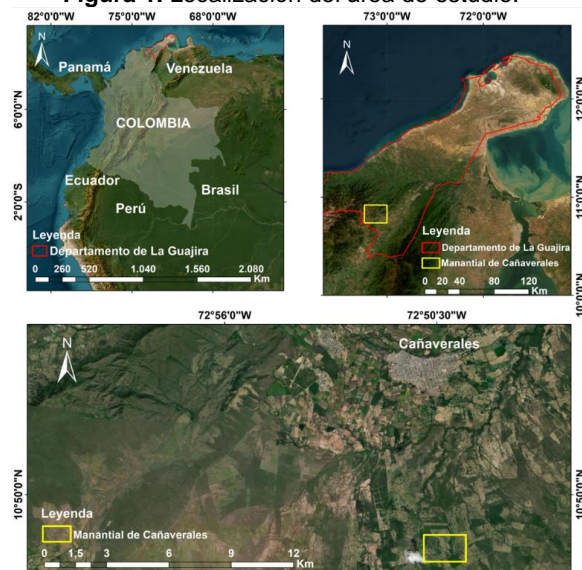 Figura 1. Localización del área de estudio.
82°0'0"W 75°0'0"W 68°0'0"W
N
Panamá
Venezuela
COLOMBIA
Ecuador
Perú
Brasil
6°0'0"N
2°0'0"S
Leyenda
Departamento de La Guajira
0 260 520 1.040 1.560 2.080
Km
73°0'0"W 72°0'0"W
N
12°0'0"N
11°0'0"N
10°0'0"N
Leyenda
Departamento de La Guajira
Manantial de Cañaverales
0 20 40 80 120
Km
72°56'0"W 72°50'30"W
N
Cañaverales
10°50'0"N
10°50'0"N
Leyenda
Manantial de Cañaverales
0 1,5 3 6 9 12
Km